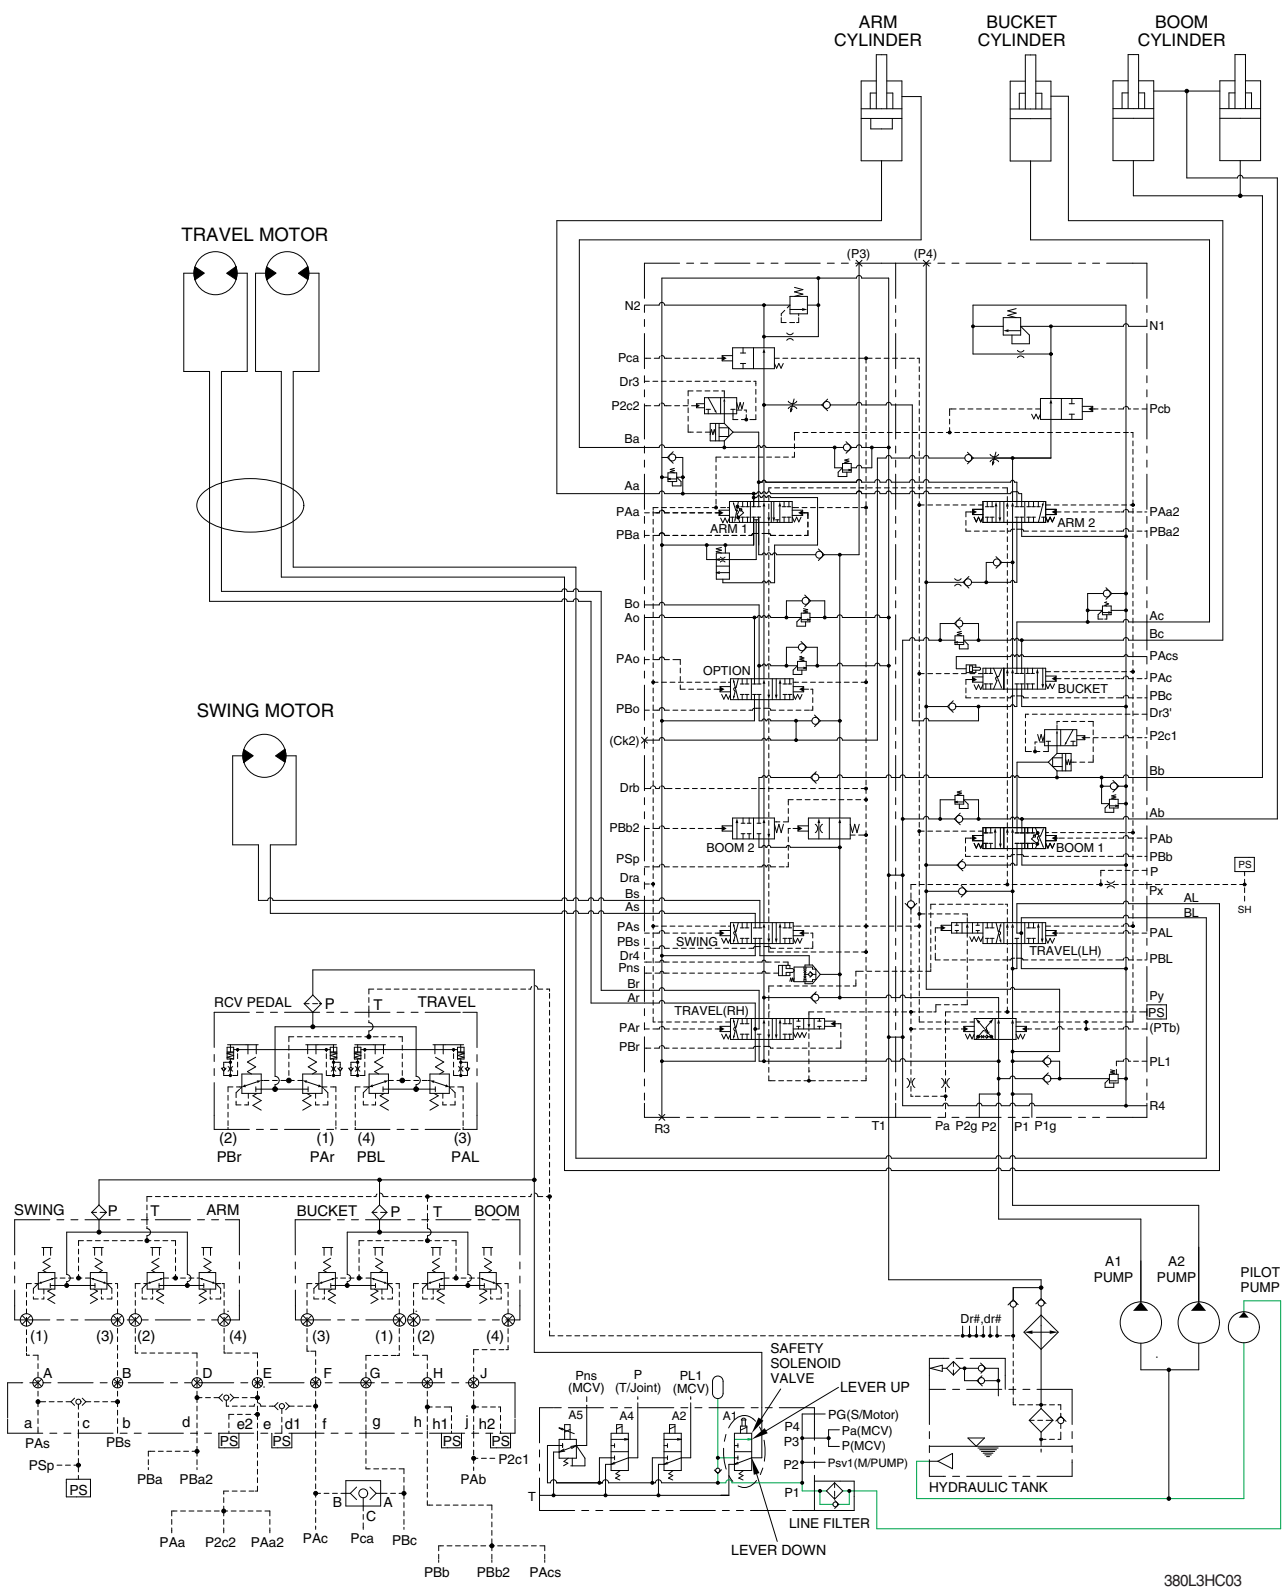 ARM
CYLINDER
BUCKET
CYLINDER
BOOM
CYLINDER
TRAVEL MOTOR
(P3)
(P4)
N2
N1
Pca
Dr3
P2c2
Pcb
Ba
Aa
PAa
ARM 1
PBa
ARM 2
PAa2
PBa2
Bo
Ao
Ac
Bc
PAo
OPTION
PAcs
PAc
BUCKET
PBc
PBo
Dr3'
(Ck2)
P2c1
SWING MOTOR
Bb
Drb
Ab
PBb2
BOOM 2
PAb
BOOM 1
PBb
PSp
P
PS
Dra
Px
Bs
AL
SH
As
BL
PAs
PBs
SWING
PAL
TRAVEL(LH)
Dr4
PBL
Pns
Br
Py
Ar
TRAVEL(RH)
PS
PAr
(PTb)
PBr
PL1
R4
R3
T1
Pa
P2g
P2
P1
P1g
RCV PEDAL
P
T
TRAVEL
(2)
(1)
(4)
(3)
PBr
PAr
PBL
PAL
SWING
P
T
ARM
BUCKET
P
T
BOOM
(1)
(3)
(2)
(4)
(3)
(1)
(2)
(4)
A
B
D
E
F
G
H
J
a
c
b
d
e2
e
d1
f
g
h
h1
j
h2
PAs
PBs
PS
PS
PS
PS
PSp
PS
PBa
PBa2
PAb
P2c1
B
A
C
PAa
P2c2
PAa2
PAc
Pca
PBc
PBb
PBb2
PAcs
A1
PUMP
A2
PUMP
PILOT
PUMP
Dr#,dr#
SAFETY
SOLENOID
VALVE
LEVER UP
Pns
(MCV)
P
(T/Joint)
PL1
(MCV)
A5
A4
A2
A1
P4
P3
P2
P1
PG(S/Motor)
Pa(MCV)
P(MCV)
Psv1(M/PUMP)
T
LINE FILTER
LEVER DOWN
HYDRAULIC TANK
380L3HC03